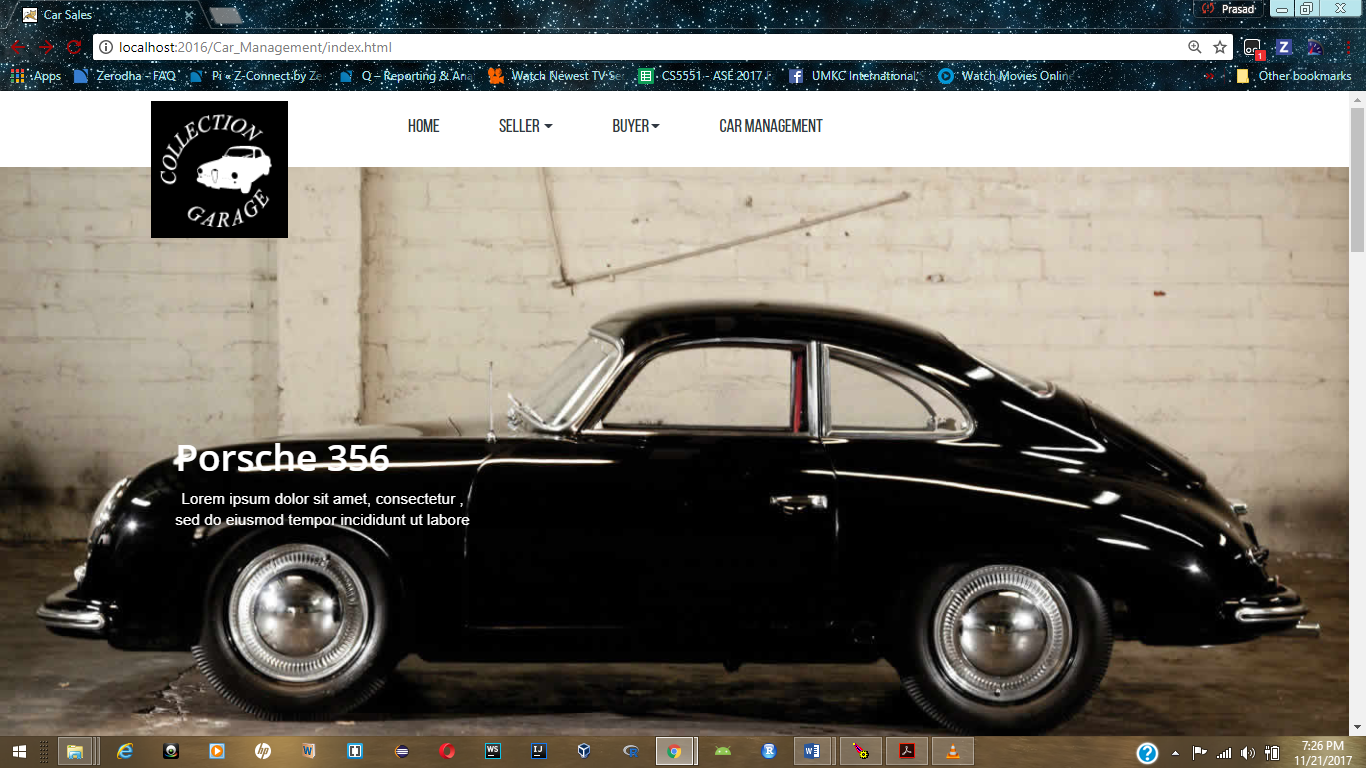 Car Sales
Prasad
localhost:2016/Car_Management/index.html
Apps
Zerodha - FAQ
Pi « Z-Connect by Ze
Q – Reporting & An
Watch Newest TV Se
CS5551 - ASE 2017 F
UMKC International
Watch Movies Online
Other bookmarks
COLLECTION
GARAGE
HOME
SELLER
BUYER
CAR MANAGEMENT
Porsche 356
Lorem ipsum dolor sit amet, consectetur ,
sed do eiusmod tempor incididunt ut labore
7:26 PM
11/21/2017